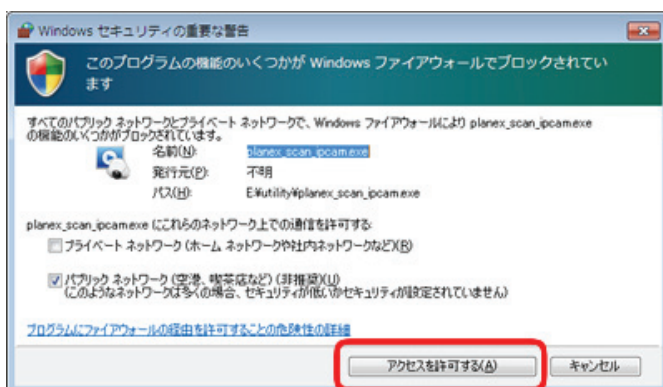 Windows セキュリティの重要な警告
このプログラムの機能のいくつかが Windows ファイアウォールでブロックされてい
ます
すべてのパブリック ネットワークとプライベート ネットワークで、Windows ファイアウォールにより planex_scan_ipcam.exe
の機能のいくつかがブロックされています。
名前(N): planex_scan_ipcam.exe
発行元(P): 不明
パス(H): E:¥utility¥planex_scan_ipcam.exe
planex_scan_ipcam.exe にこれらのネットワーク上での通信を許可する:
プライベート ネットワーク (ホーム ネットワークや社内ネットワークなど)(R)
パブリック ネットワーク (空港、喫茶店など) (非推奨)(U)
(このようなネットワークは多くの場合、セキュリティが低いかセキュリティが設定されていません)
プログラムにファイアウォールの経由を許可することの危険性の詳細
アクセスを許可する(A) キャンセル